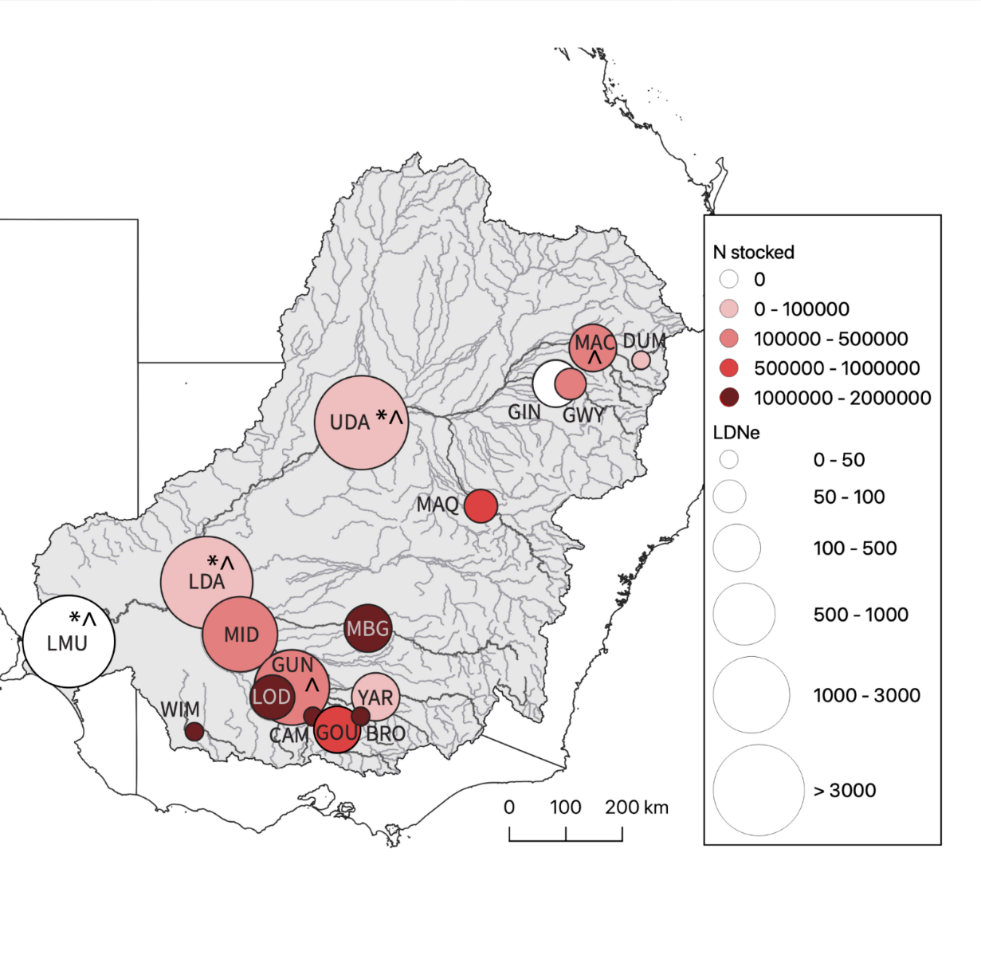 N stocked
0
0 - 100000
100000 - 500000
500000 - 1000000
1000000 - 2000000
LDNe
0 - 50
50 - 100
100 - 500
500 - 1000
1000 - 3000
> 3000
MAC
^
DUM
GIN
GWY
UDA *^
MAQ
*^
LDA
*^
LMU
MID
MBG
GUN
^
LOD
YAR
WIM
CAM
GOU
BRO
0 100 200 km